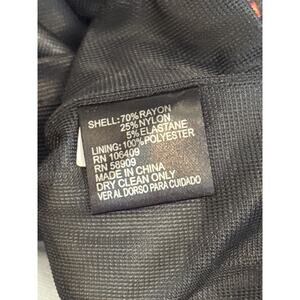 SHELL: 70% RAYON
25% NYLON
5% ELASTANE
LINING: 100% POLYESTER
RN 106409
RN 58909
MADE IN CHINA
DRY CLEAN ONLY
VER AL DORSO PARA CUIDADO